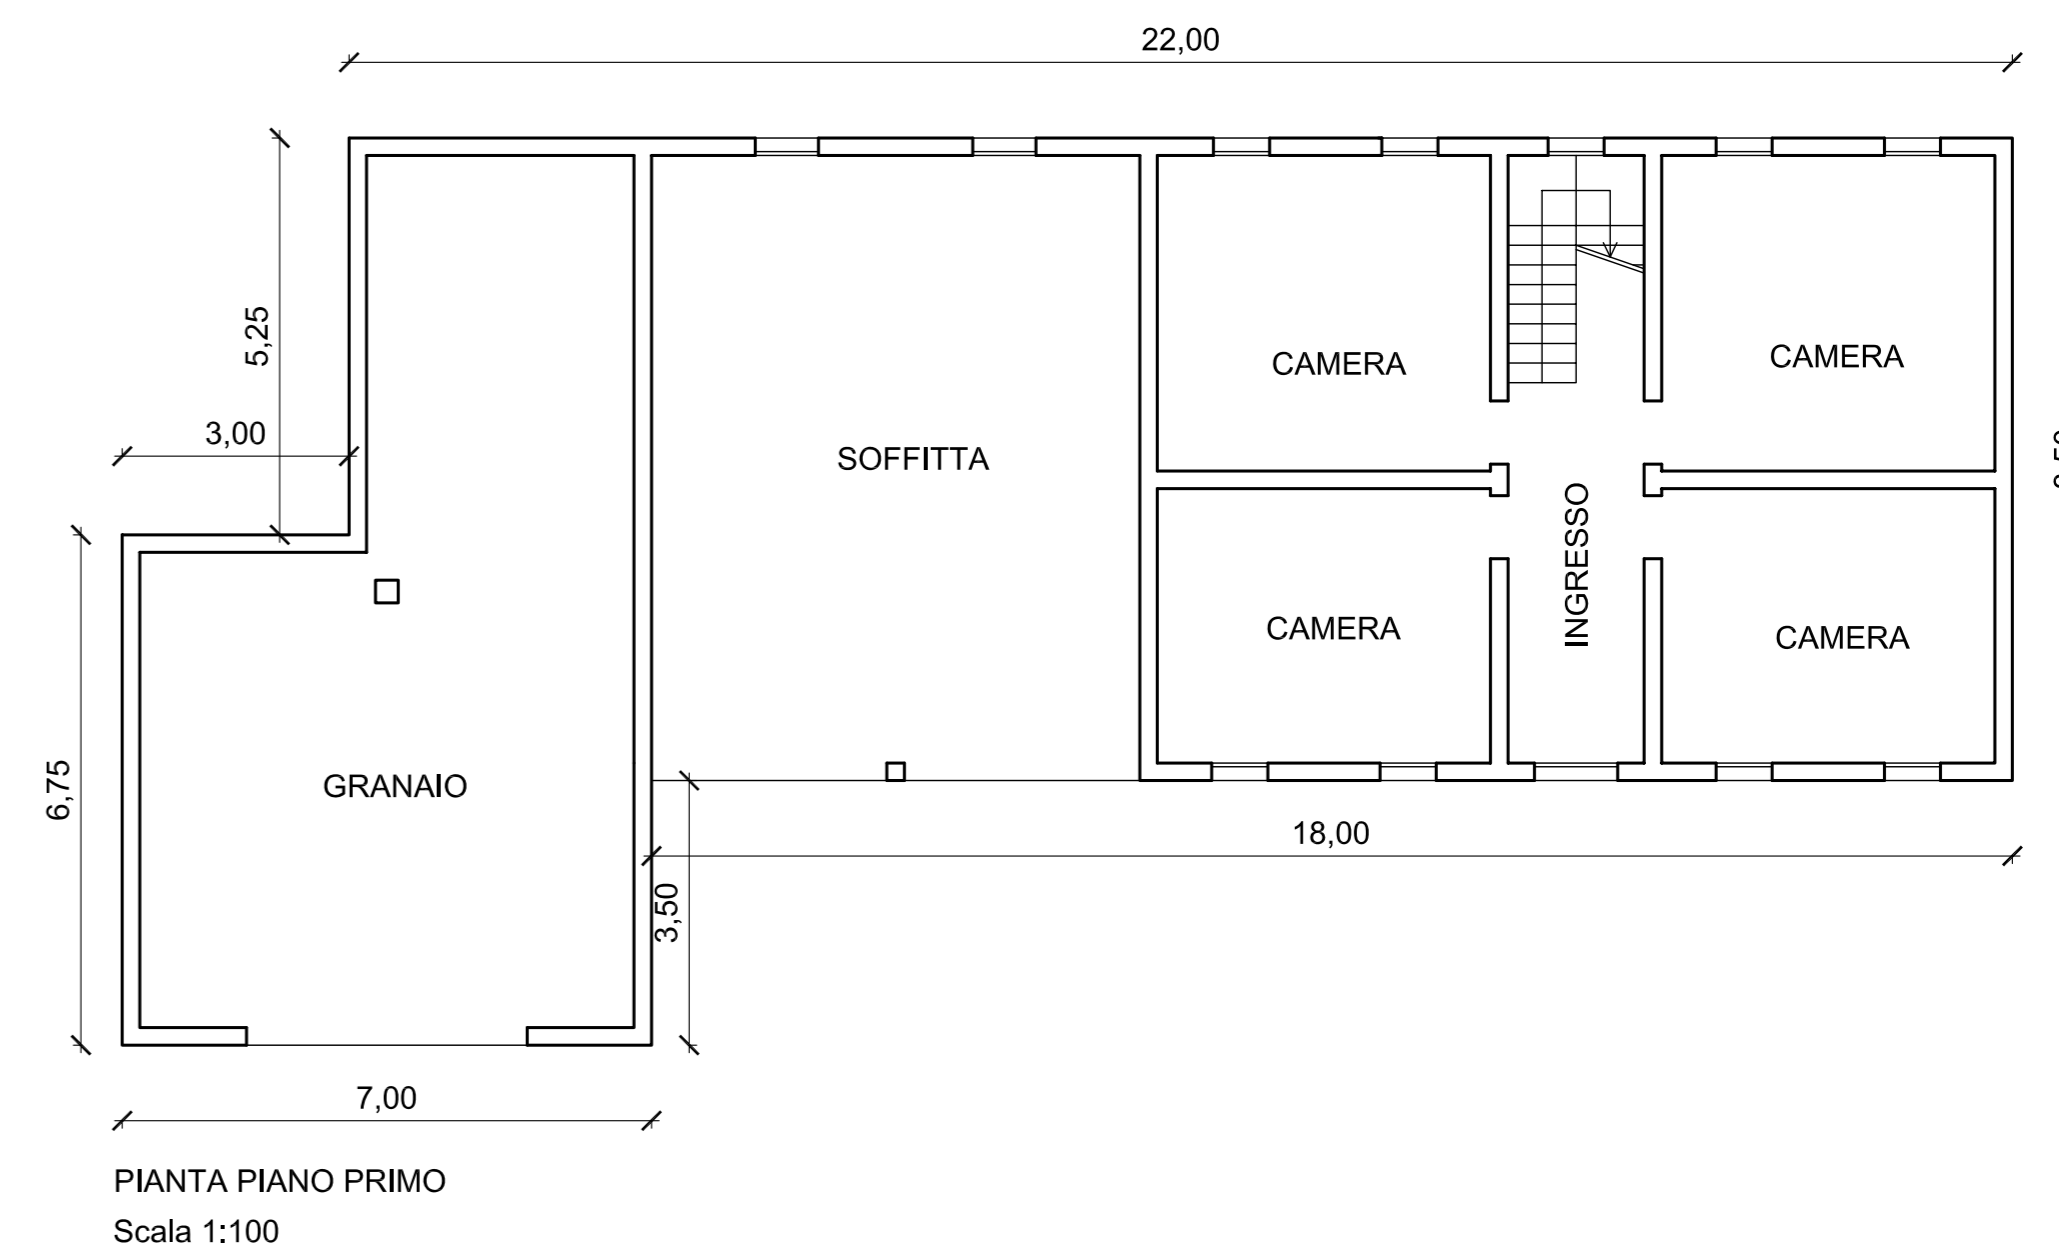 22,00
5,25
3,00
CAMERA
CAMERA
SOFFITTA
INGRESSO
CAMERA
CAMERA
GRANAIO
6,75
18,00
3,50
7,00
PIANTA PIANO PRIMO
Scala 1:100